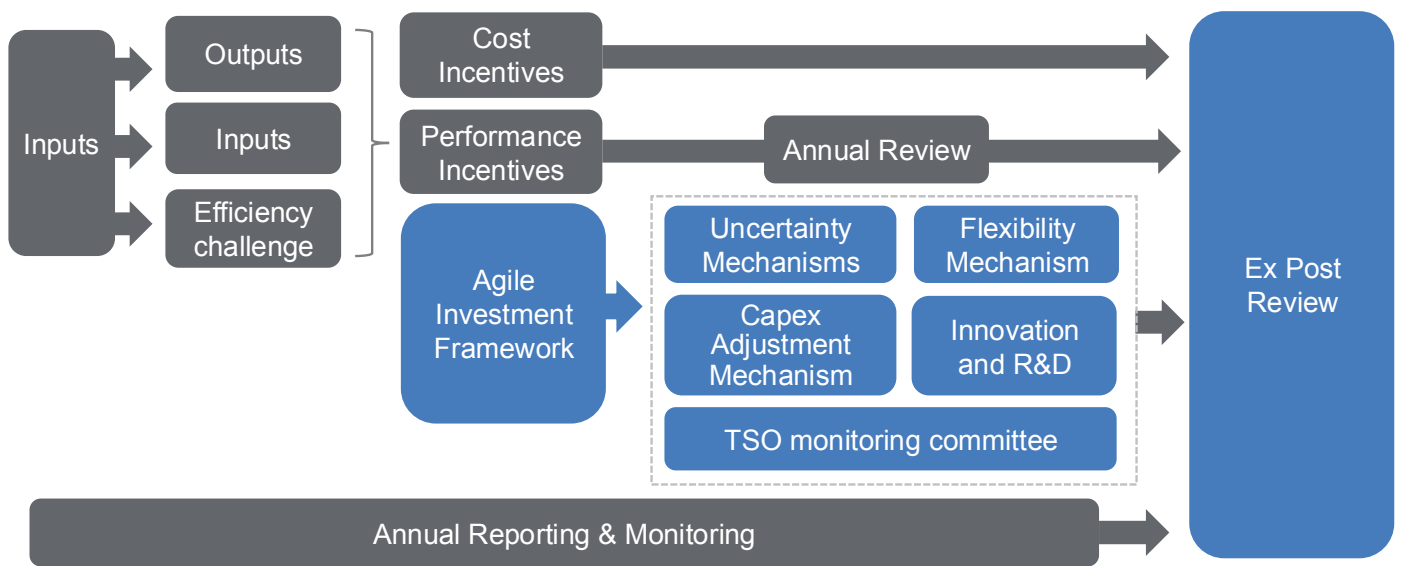 Inputs
Outputs
Inputs
Efficiency
challenge
Cost
Incentives
Performance
Incentives
Annual Review
Agile
Investment
Framework
Uncertainty
Mechanisms
Flexibility
Mechanism
Capex
Adjustment
Mechanism
Innovation
and R&D
TSO monitoring committee
Ex Post
Review
Annual Reporting & Monitoring